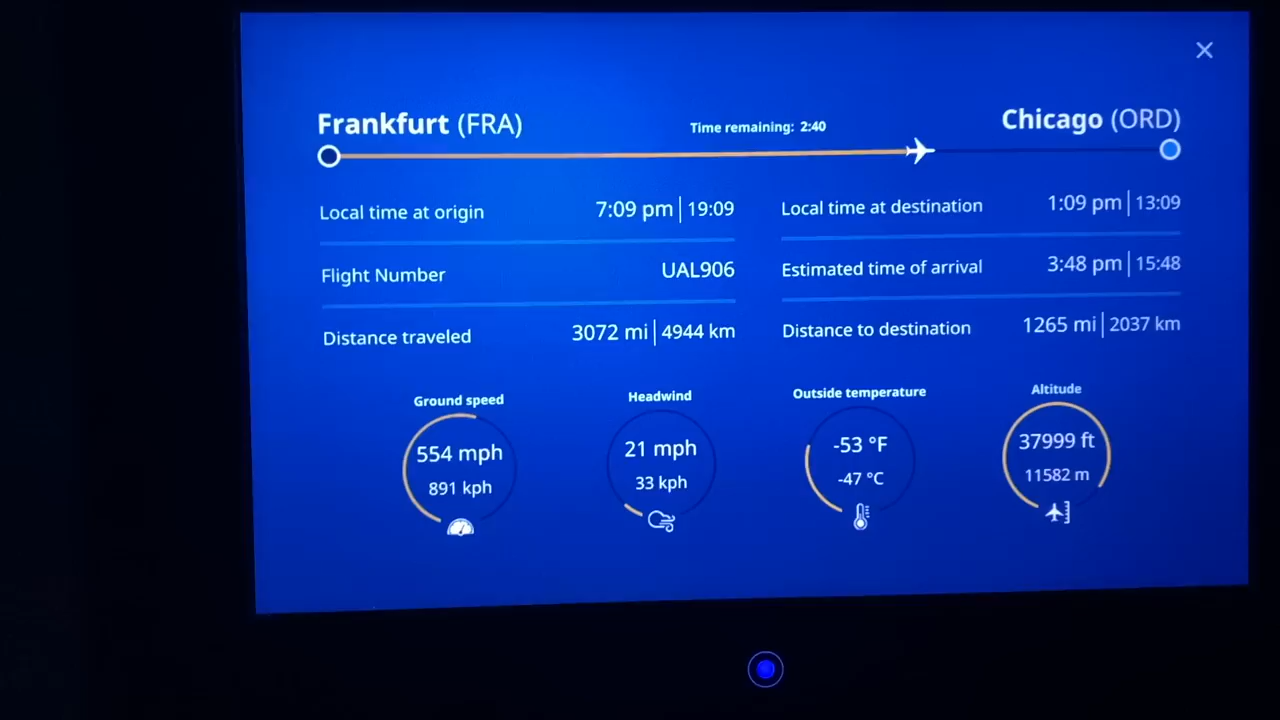 Frankfurt (FRA)
Time remaining: 2:40
Chicago (ORD)
Local time at origin 7:09 pm | 19:09
Local time at destination 1:09 pm | 13:09
Flight Number UAL906
Estimated time of arrival 3:48 pm | 15:48
Distance traveled 3072 mi | 4944 km
Distance to destination 1265 mi | 2037 km
Ground speed
554 mph
891 kph
Headwind
21 mph
33 kph
Outside temperature
-53 °F
-47 °C
Altitude
37999 ft
11582 m